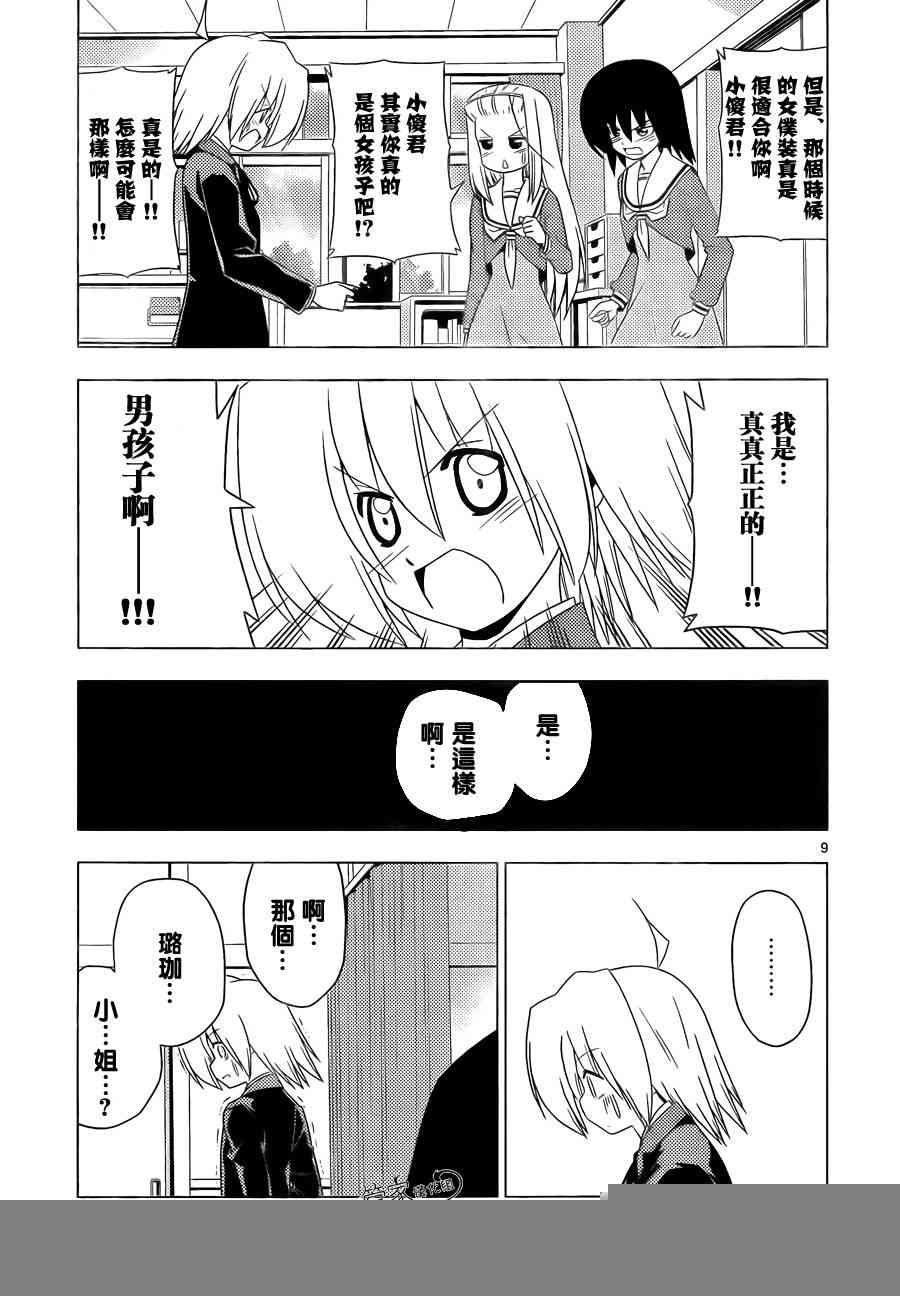 但是、那個時候
的女僕裝真是
很適合你啊
小傻君!!
小傻君
其實你真的
是個女孩子吧!?
真是的──!!
怎麼可能會
那樣啊──!!
我是…
真真正正的──!!
男孩子啊──!!!
是…
是這樣
啊…
9
………
啊…
那個…
璐珈…
小…姐…?